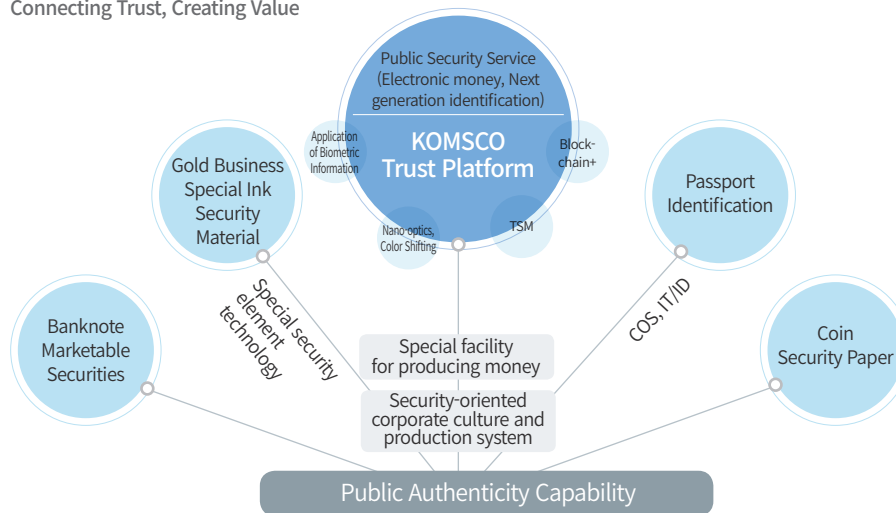 Connecting Trust, Creating Value
Public Security Service
(Electronic money, Next
generation identification)
KOMSCO
Trust Platform
Application
of Biometric
Information
Block-
chain+
Nano-optics,
Color Shifting
TSM
Gold Business
Special Ink
Security
Material
Passport
Identification
Banknote
Marketable
Securities
Coin
Security Paper
Special security
element
technology
COS, IT/ID
Special facility
for producing money
Security-oriented
corporate culture and
production system
Public Authenticity Capability